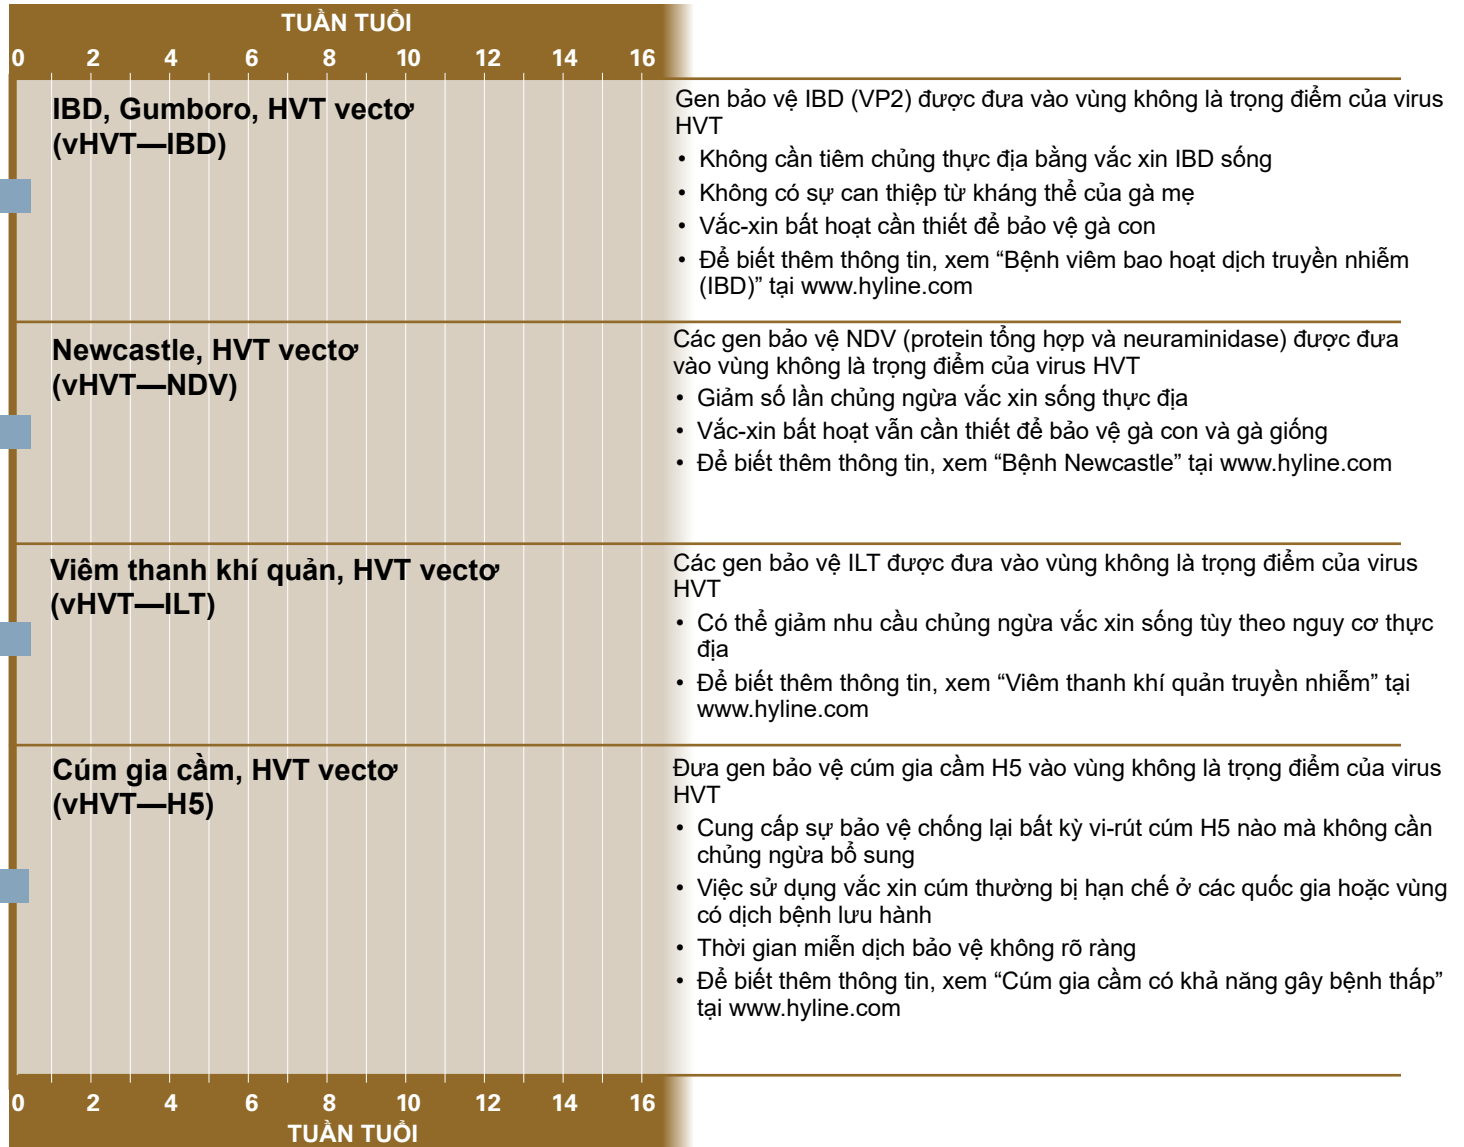 TUẦN TUỔI
0 2 4 6 8 10 12 14 16
IBD, Gumboro, HVT vectơ
(vHVT—IBD)
Gen bảo vệ IBD (VP2) được đưa vào vùng không là trọng điểm của virus
HVT
• Không cần tiêm chủng thực địa bằng vắc xin IBD sống
• Không có sự can thiệp từ kháng thể của gà mẹ
• Vắc-xin bất hoạt cần thiết để bảo vệ gà con
• Để biết thêm thông tin, xem “Bệnh viêm bao hoạt dịch truyền nhiễm
(IBD)” tại www.hyline.com
Newcastle, HVT vectơ
(vHVT—NDV)
Các gen bảo vệ NDV (protein tổng hợp và neuraminidase) được đưa
vào vùng không là trọng điểm của virus HVT
• Giảm số lần chủng ngừa vắc xin sống thực địa
• Vắc-xin bất hoạt vẫn cần thiết để bảo vệ gà con và gà giống
• Để biết thêm thông tin, xem “Bệnh Newcastle” tại www.hyline.com
Viêm thanh khí quản, HVT vectơ
(vHVT—ILT)
Các gen bảo vệ ILT được đưa vào vùng không là trọng điểm của virus
HVT
• Có thể giảm nhu cầu chủng ngừa vắc xin sống tùy theo nguy cơ thực
địa
• Để biết thêm thông tin, xem “Viêm thanh khí quản truyền nhiễm” tại
www.hyline.com
Cúm gia cầm, HVT vectơ
(vHVT—H5)
Đưa gen bảo vệ cúm gia cầm H5 vào vùng không là trọng điểm của virus
HVT
• Cung cấp sự bảo vệ chống lại bất kỳ vi-rút cúm H5 nào mà không cần
chủng ngừa bổ sung
• Việc sử dụng vắc xin cúm thường bị hạn chế ở các quốc gia hoặc vùng
có dịch bệnh lưu hành
• Thời gian miễn dịch bảo vệ không rõ ràng
• Để biết thêm thông tin, xem “Cúm gia cầm có khả năng gây bệnh thấp”
tại www.hyline.com
0 2 4 6 8 10 12 14 16
TUẦN TUỔI